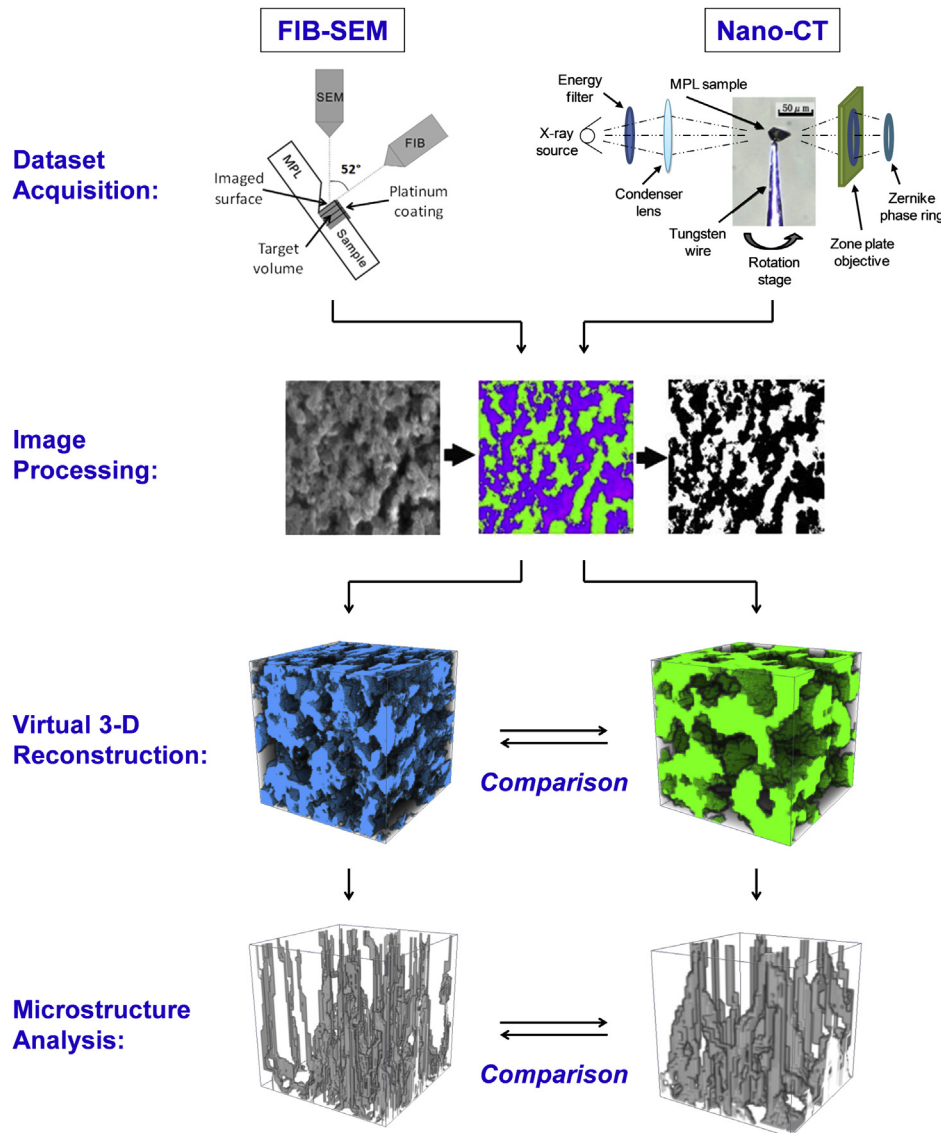 FIB-SEM
Nano-CT
Dataset
Acquisition:
SEM
FIB
52°
MPL
Imaged
surface
Platinum
coating
Target
volume
Sample
Energy
filter
MPL sample
50 μm
X-ray
source
Condenser
lens
Tungsten
wire
Rotation
stage
Zone plate
objective
Zernike
phase ring
Image
Processing:
Virtual 3-D
Reconstruction:
Comparison
Microstructure
Analysis:
Comparison